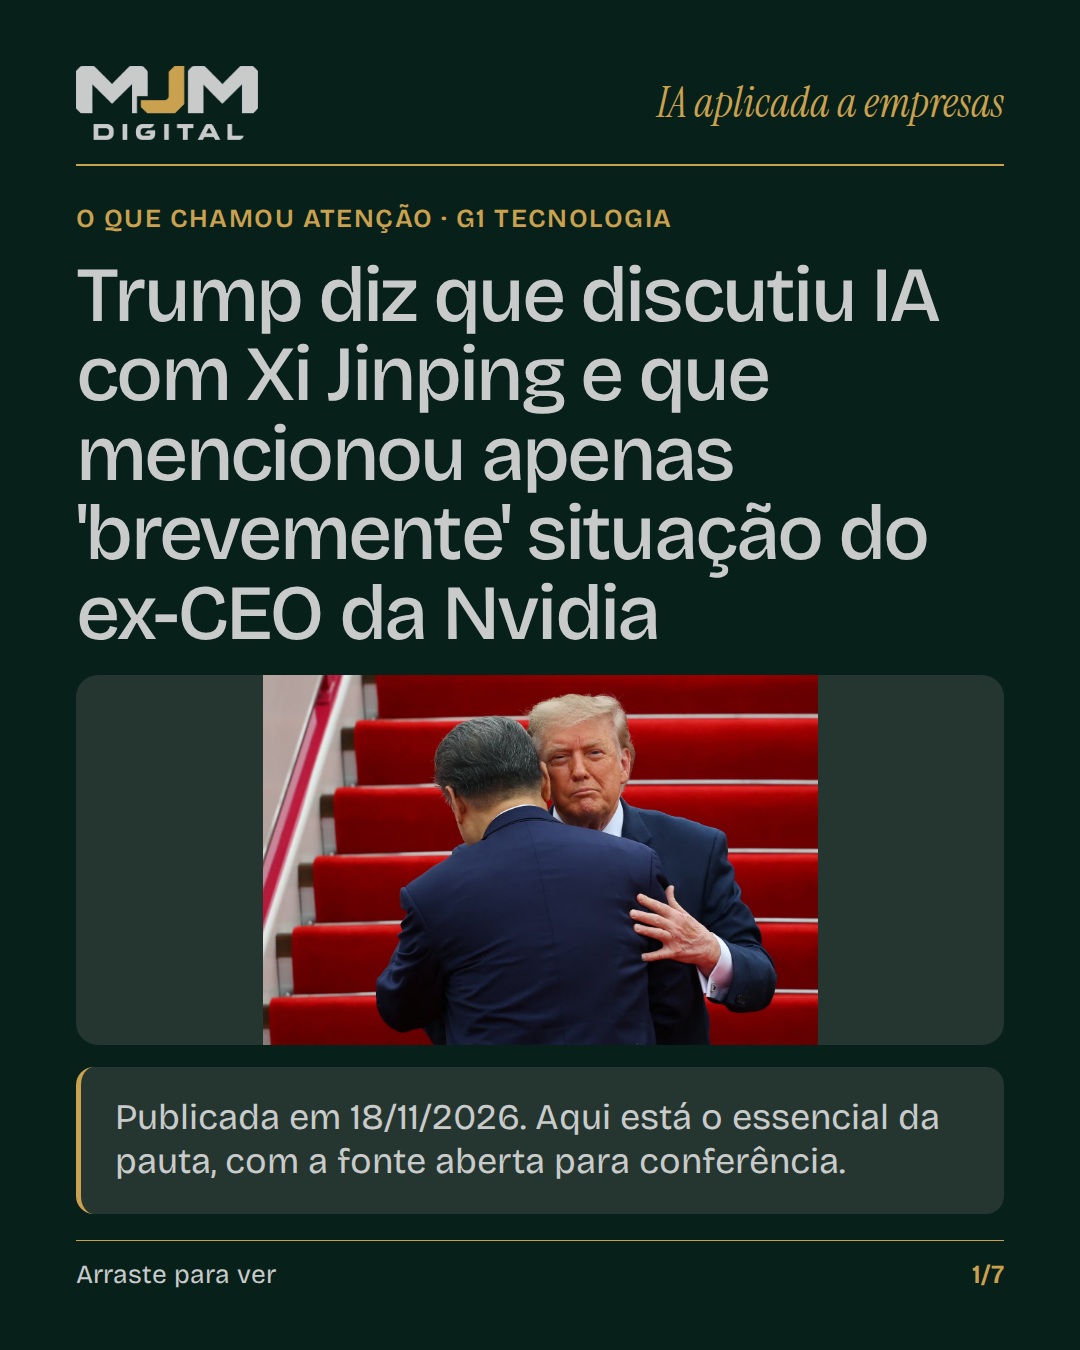 MJM
DIGITAL
IA aplicada a empresas
O QUE CHAMOU ATENÇÃO · G1 TECNOLOGIA
Trump diz que discutiu IA
com Xi Jinping e que
mencionou apenas
'brevemente' situação do
ex-CEO da Nvidia
Publicada em 18/11/2026. Aqui está o essencial da
pauta, com a fonte aberta para conferência.
Arraste para ver
1/7